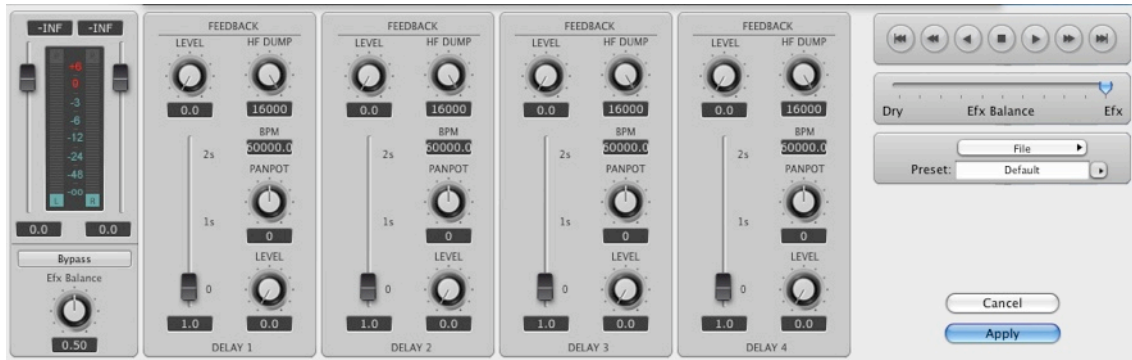 -INF -INF
+6
0
-3
-6
-12
-24
-48
-oo
L R
0.0 0.0
Bypass
Efx Balance
0.50
FEEDBACK
LEVEL HF DUMP
0.0 16000
BPM
60000.0
2s
PANPOT
1s
0
LEVEL
0
1.0 0.0
DELAY 1
FEEDBACK
LEVEL HF DUMP
0.0 16000
BPM
60000.0
2s
PANPOT
1s
0
LEVEL
0
1.0 0.0
DELAY 2
FEEDBACK
LEVEL HF DUMP
0.0 16000
BPM
60000.0
2s
PANPOT
1s
0
LEVEL
0
1.0 0.0
DELAY 3
FEEDBACK
LEVEL HF DUMP
0.0 16000
BPM
60000.0
2s
PANPOT
1s
0
LEVEL
0
1.0 0.0
DELAY 4
Dry Efx Balance Efx
File
Preset: Default
Cancel
Apply